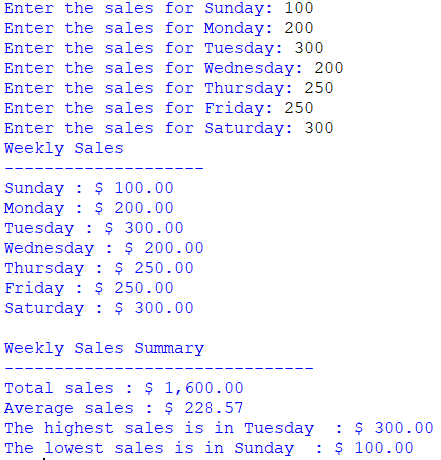 Enter the sales for Sunday: 100
Enter the sales for Monday: 200
Enter the sales for Tuesday: 300
Enter the sales for Wednesday: 200
Enter the sales for Thursday: 250
Enter the sales for Friday: 250
Enter the sales for Saturday: 300
Weekly Sales
--------------------
Sunday : $ 100.00
Monday : $ 200.00
Tuesday : $ 300.00
Wednesday : $ 200.00
Thursday : $ 250.00
Friday : $ 250.00
Saturday : $ 300.00

Weekly Sales Summary
-------------------------------
Total sales : $ 1,600.00
Average sales : $ 228.57
The highest sales is in Tuesday  : $ 300.00
The lowest sales is in Sunday  : $ 100.00